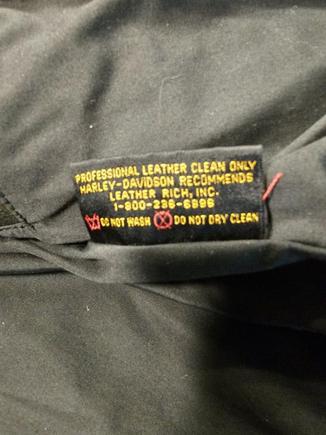 PROFESSIONAL LEATHER CLEAN ONLY
HARLEY-DAVIDSON RECOMMENDS
LEATHER RICH, INC.
1-800-236-6996
DO NOT WASH DO NOT DRY CLEAN